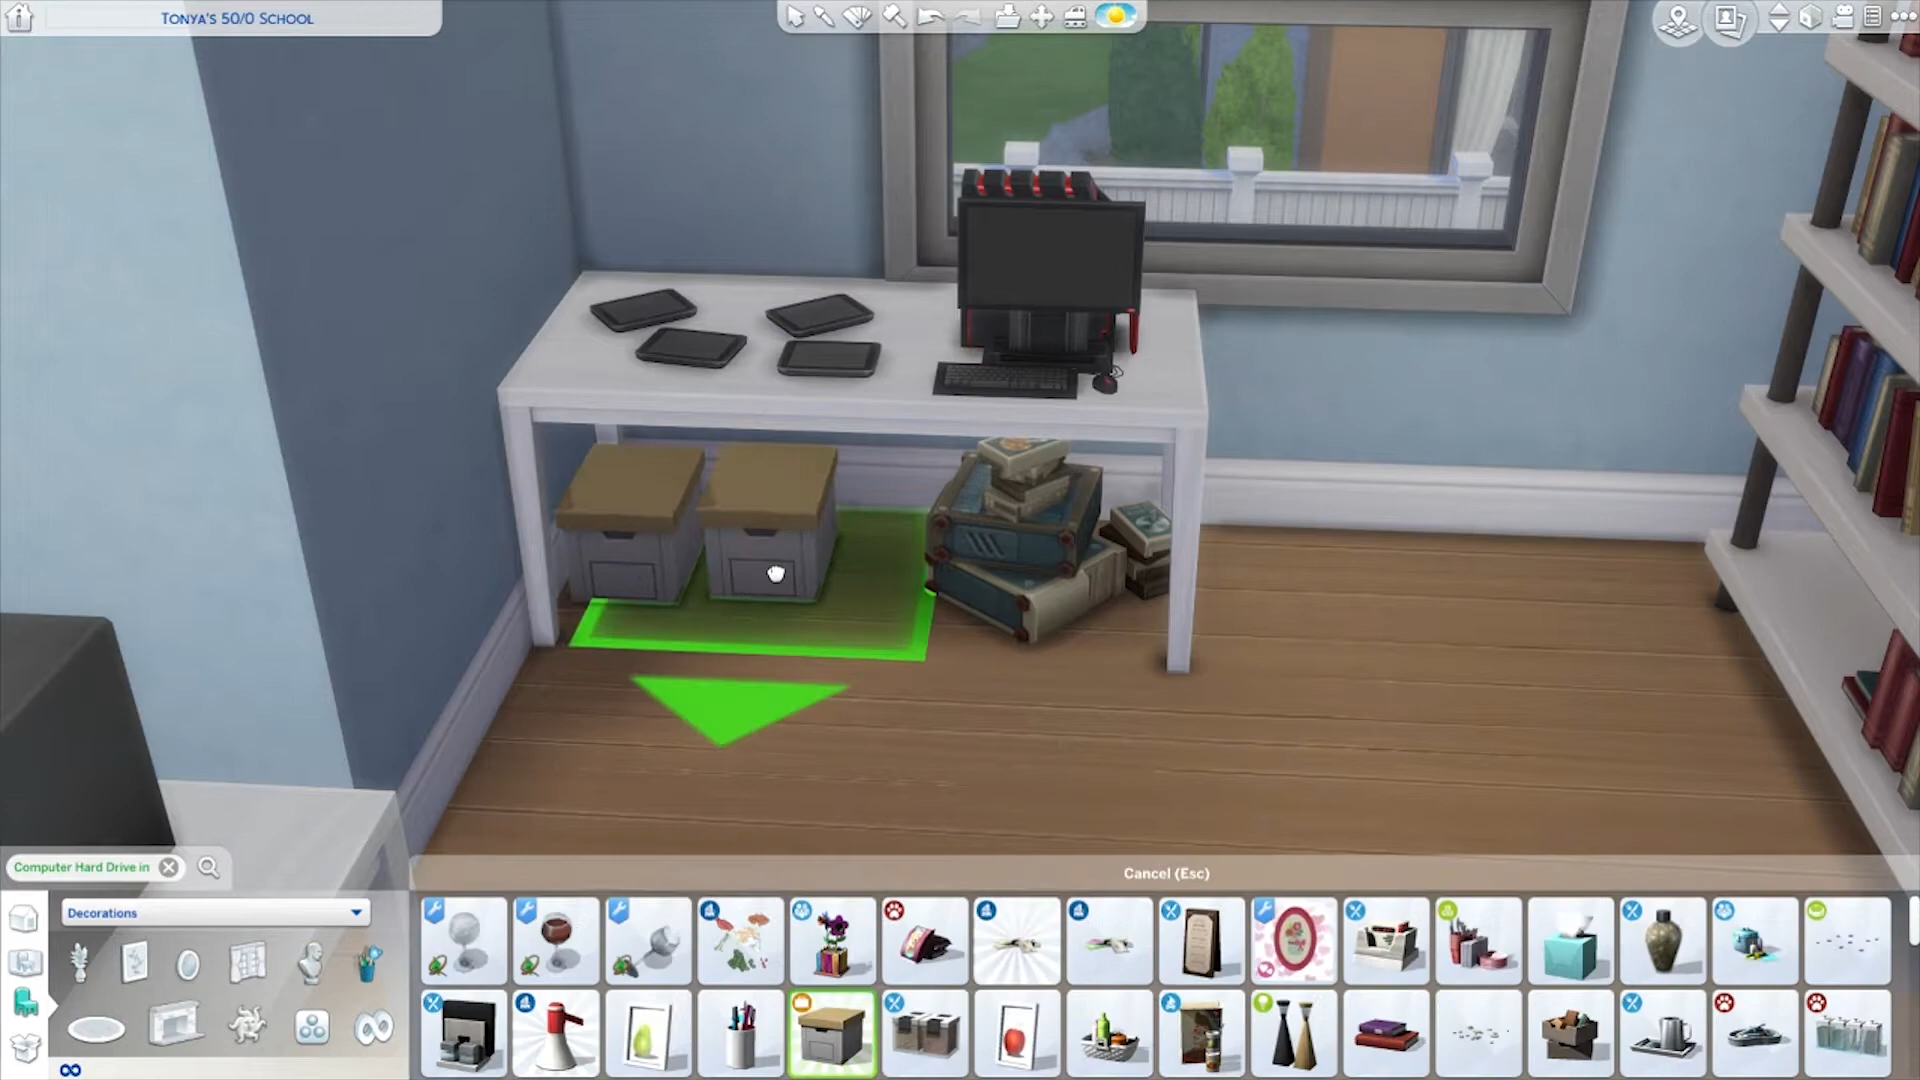 TONYA'S 50/0 SCHOOL
Cancel (Esc)
Computer Hard Drive in
Decorations